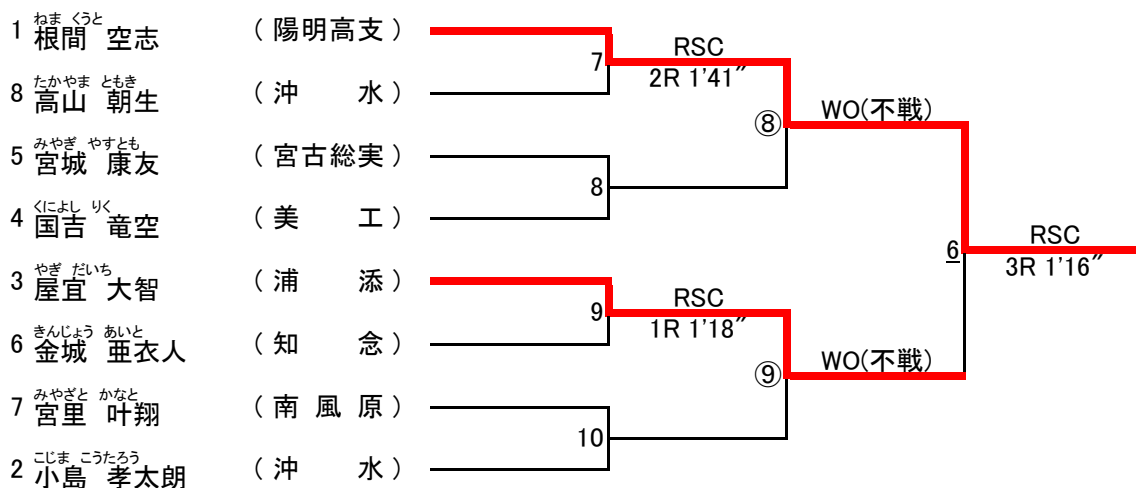 ねま くうと
1 根間 空志 (陽明高支)
RSC
7
2R 1'41″
たかやま ともき
8 高山 朝生 (沖 水)
WO(不戦)
⑧
みやぎ やすとも
5 宮城 康友 (宮古総実)
8
くによし りく
4 国吉 竜空 (美 工)
RSC
6
3R 1'16″
やぎ だいち
3 屋宜 大智 (浦 添)
RSC
9
1R 1'18″
きんじょう あいと
6 金城 亜衣人 (知 念)
WO(不戦)
⑨
みやざと かなと
7 宮里 叶翔 (南風原)
10
こじま こうたろう
2 小島 孝太朗 (沖 水)